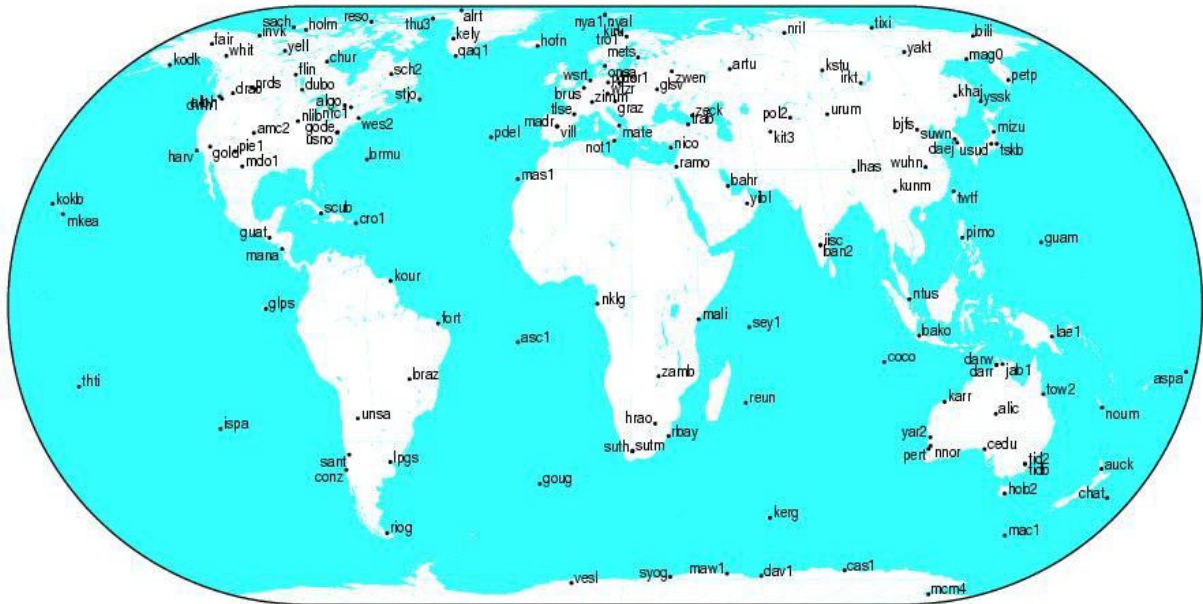 reso
alrt
nya1
nyal
sach
holm
thu3
tixi
invk
kely
bili
fair
hofn
tro1
nril
whit
yell
qaq1
mets
yakt
kodk
chur
mag0
flin
sch2
onsa
artu
kstu
wsrt
zwen
irkt
petp
prds
drao
dubo
brus
glsv
khaj
stjo
algo
zimm
yssk
tlse
graz
zeck
pol2
urum
nlib
wes2
madr
trab
bjfs
mizu
amc2
gode
usno
pdel
vill
mate
kit3
suwn
not1
nico
daej
usud
tskb
harv
gold
pie1
mdo1
brmu
ramo
lhas
wuhn
mas1
bahr
kunm
kokb
yibl
twtf
mkea
scub
cro1
guat
iisc
pimo
guam
mana
ban2
kour
glps
nklg
ntus
fort
mali
sey1
bako
lae1
asc1
coco
darw
darr
jab1
thti
braz
zamb
aspa
tow2
karr
reun
noum
unsa
alic
ispa
hrao
rbay
yar2
suth
sutm
cedu
sant
lpgs
pert
nnor
tid2
tidb
conz
auck
goug
hob2
chat
kerg
riog
mac1
vesl
syog
maw1
dav1
cas1
mcm4